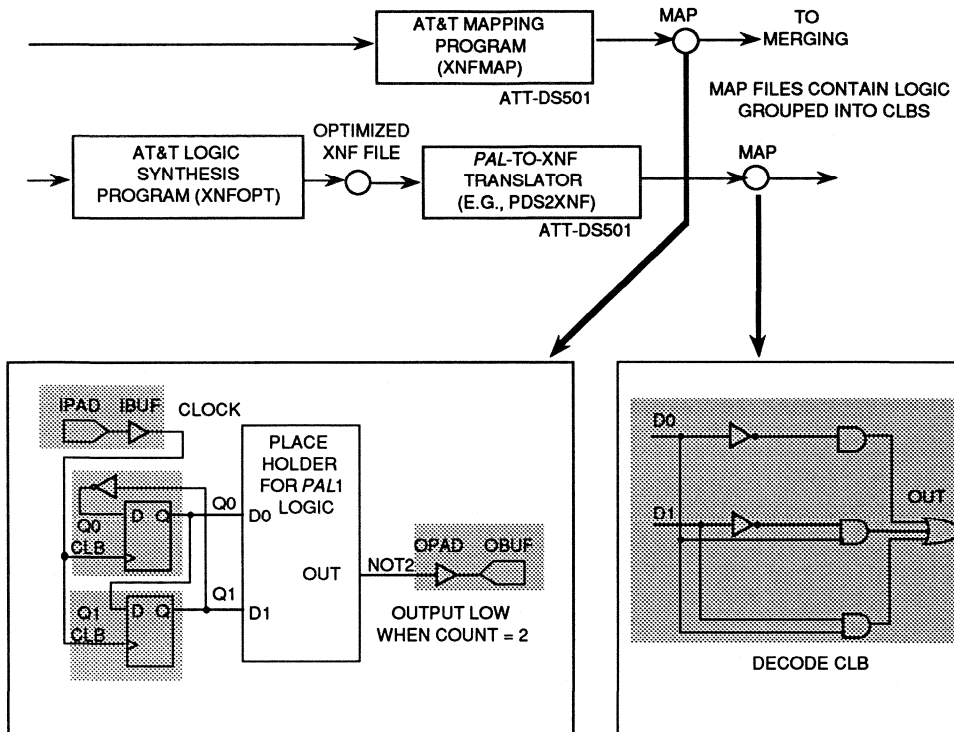 AT&T MAPPING
PROGRAM
(XNFMAP)
ATT-DS501
MAP
TO
MERGING
MAP FILES CONTAIN LOGIC
GROUPED INTO CLBS
AT&T LOGIC
SYNTHESIS
PROGRAM (XNFOPT)
OPTIMIZED
XNF FILE
PAL-TO-XNF
TRANSLATOR
(E.G., PDS2XNF)
ATT-DS501
MAP
IPAD IBUF
CLOCK
PLACE
HOLDER
FOR PAL1
LOGIC
D Q
Q0
CLB
Q0
D0
OUT
NOT2
OPAD OBUF
D Q
Q1
CLB
Q1
D1
OUTPUT LOW
WHEN COUNT = 2
D0
D1
OUT
DECODE CLB